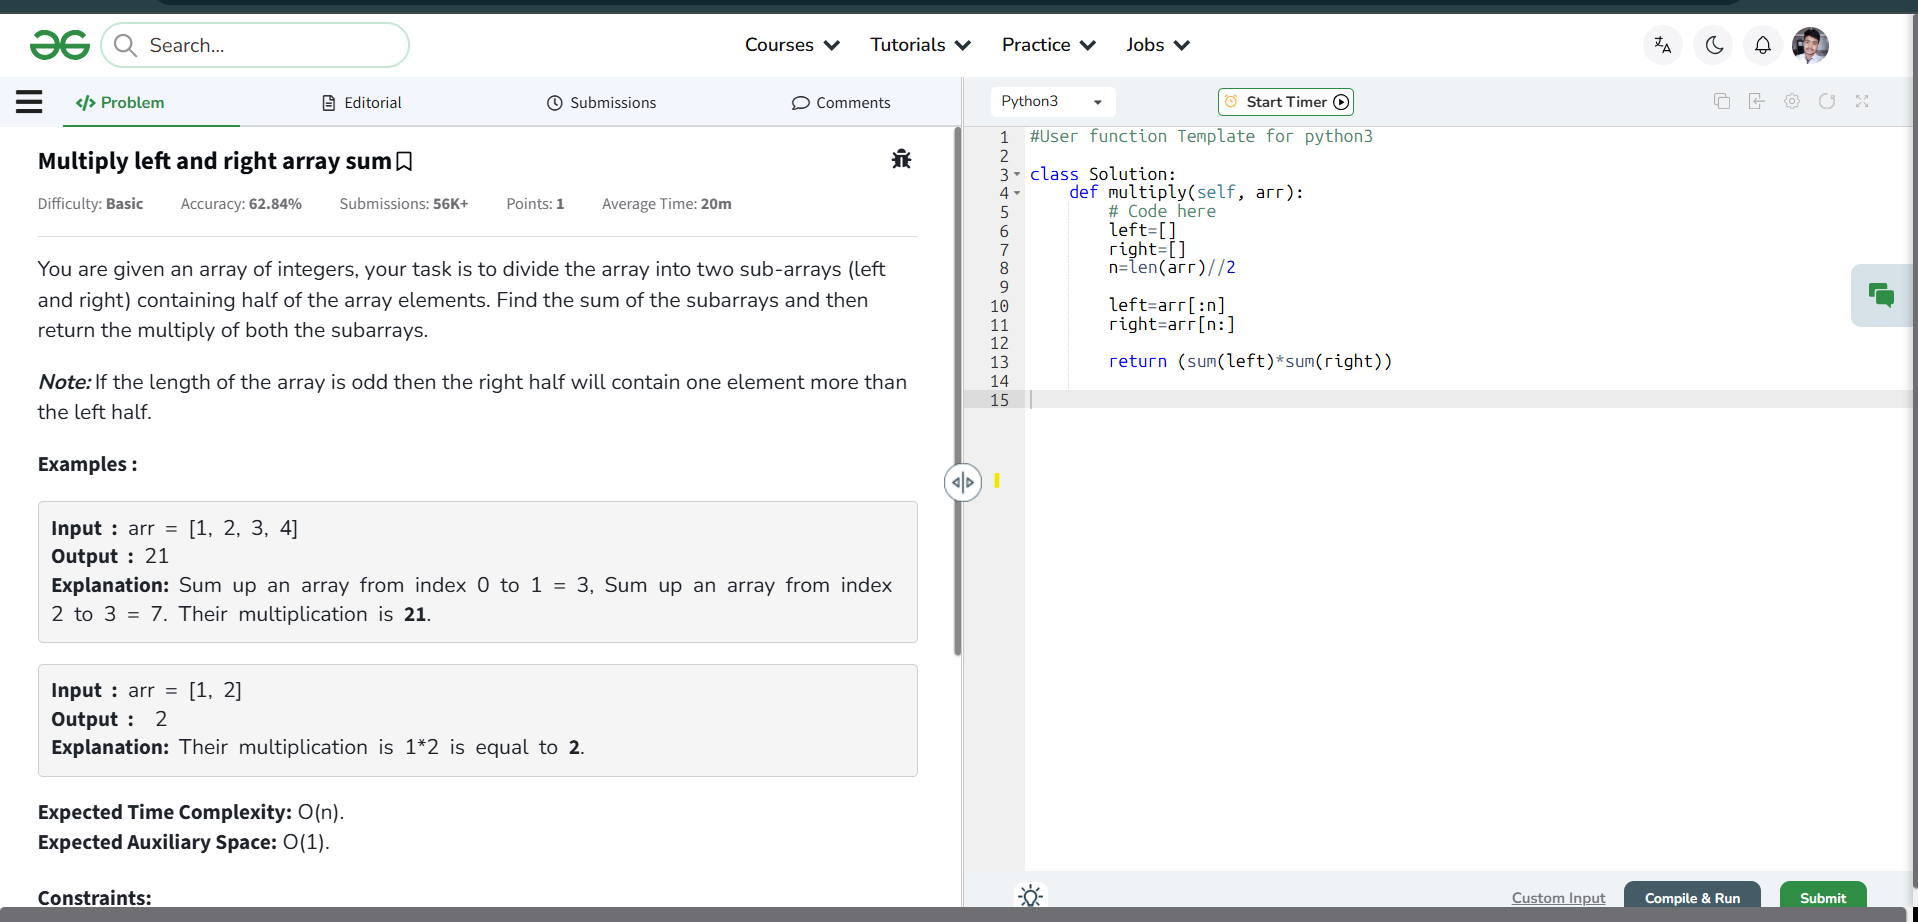 Search...
Courses
Tutorials
Practice
Jobs
Problem
Editorial
Submissions
Comments
Python3
Start Timer
Multiply left and right array sum
Difficulty: Basic Accuracy: 62.84% Submissions: 56K+ Points: 1 Average Time: 20m
You are given an array of integers, your task is to divide the array into two sub-arrays (left
and right) containing half of the array elements. Find the sum of the subarrays and then
return the multiply of both the subarrays.
Note: If the length of the array is odd then the right half will contain one element more than
the left half.
Examples :
Input : arr = [1, 2, 3, 4]
Output : 21
Explanation: Sum up an array from index 0 to 1 = 3, Sum up an array from index
2 to 3 = 7. Their multiplication is 21.
Input : arr = [1, 2]
Output : 2
Explanation: Their multiplication is 1*2 is equal to 2.
Expected Time Complexity: O(n).
Expected Auxiliary Space: O(1).
Constraints:
1 #User function Template for python3
2
3 class Solution:
4     def multiply(self, arr):
5         # Code here
6         left=[]
7         right=[]
8         n=len(arr)//2
9
10         left=arr[:n]
11         right=arr[n:]
12
13         return (sum(left)*sum(right))
14
15
Custom Input
Compile & Run
Submit